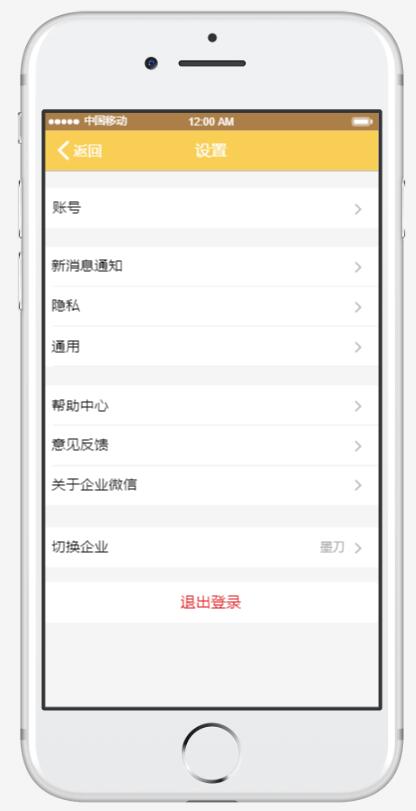 中国移动 12:00 AM
返回 设置
账号
新消息通知
隐私
通用
帮助中心
意见反馈
关于企业微信
切换企业 墨刀
退出登录